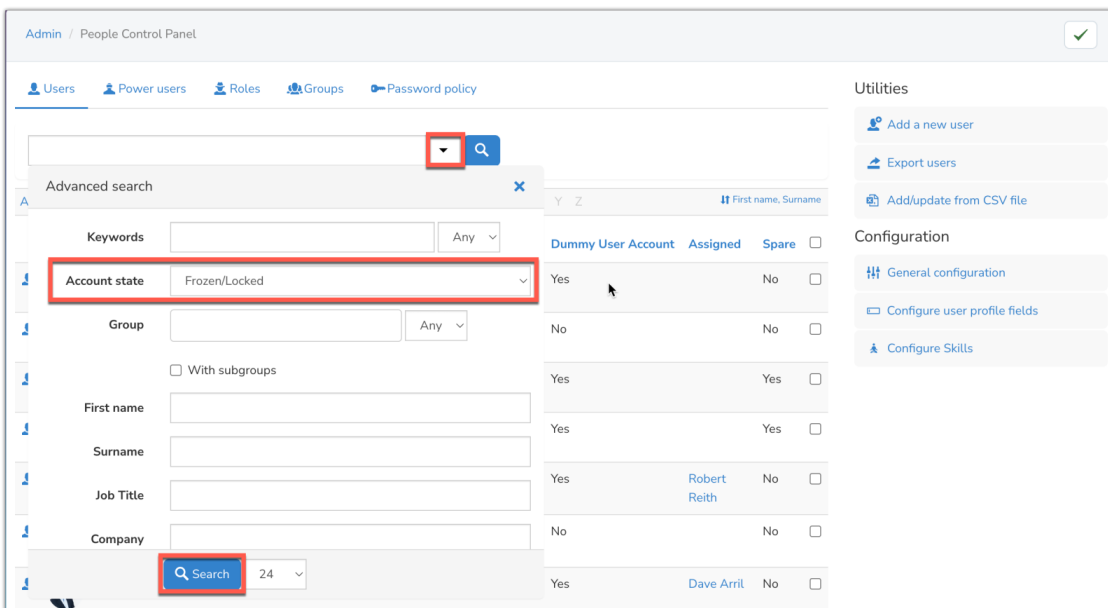 Admin / People Control Panel
Users Power users Roles Groups Password policy
Utilities
Add a new user
Export users
Add/update from CSV file
Configuration
General configuration
Configure user profile fields
Configure Skills
Advanced search
A
Y Z First name, Surname
Keywords Any
Account state Frozen/Locked
Group Any
With subgroups
First name
Surname
Job Title
Company
Search 24
Dummy User Account Assigned Spare
Yes No
No No
Yes Yes
Yes Yes
Yes Robert No
Reith
No No
Yes Dave Arril No